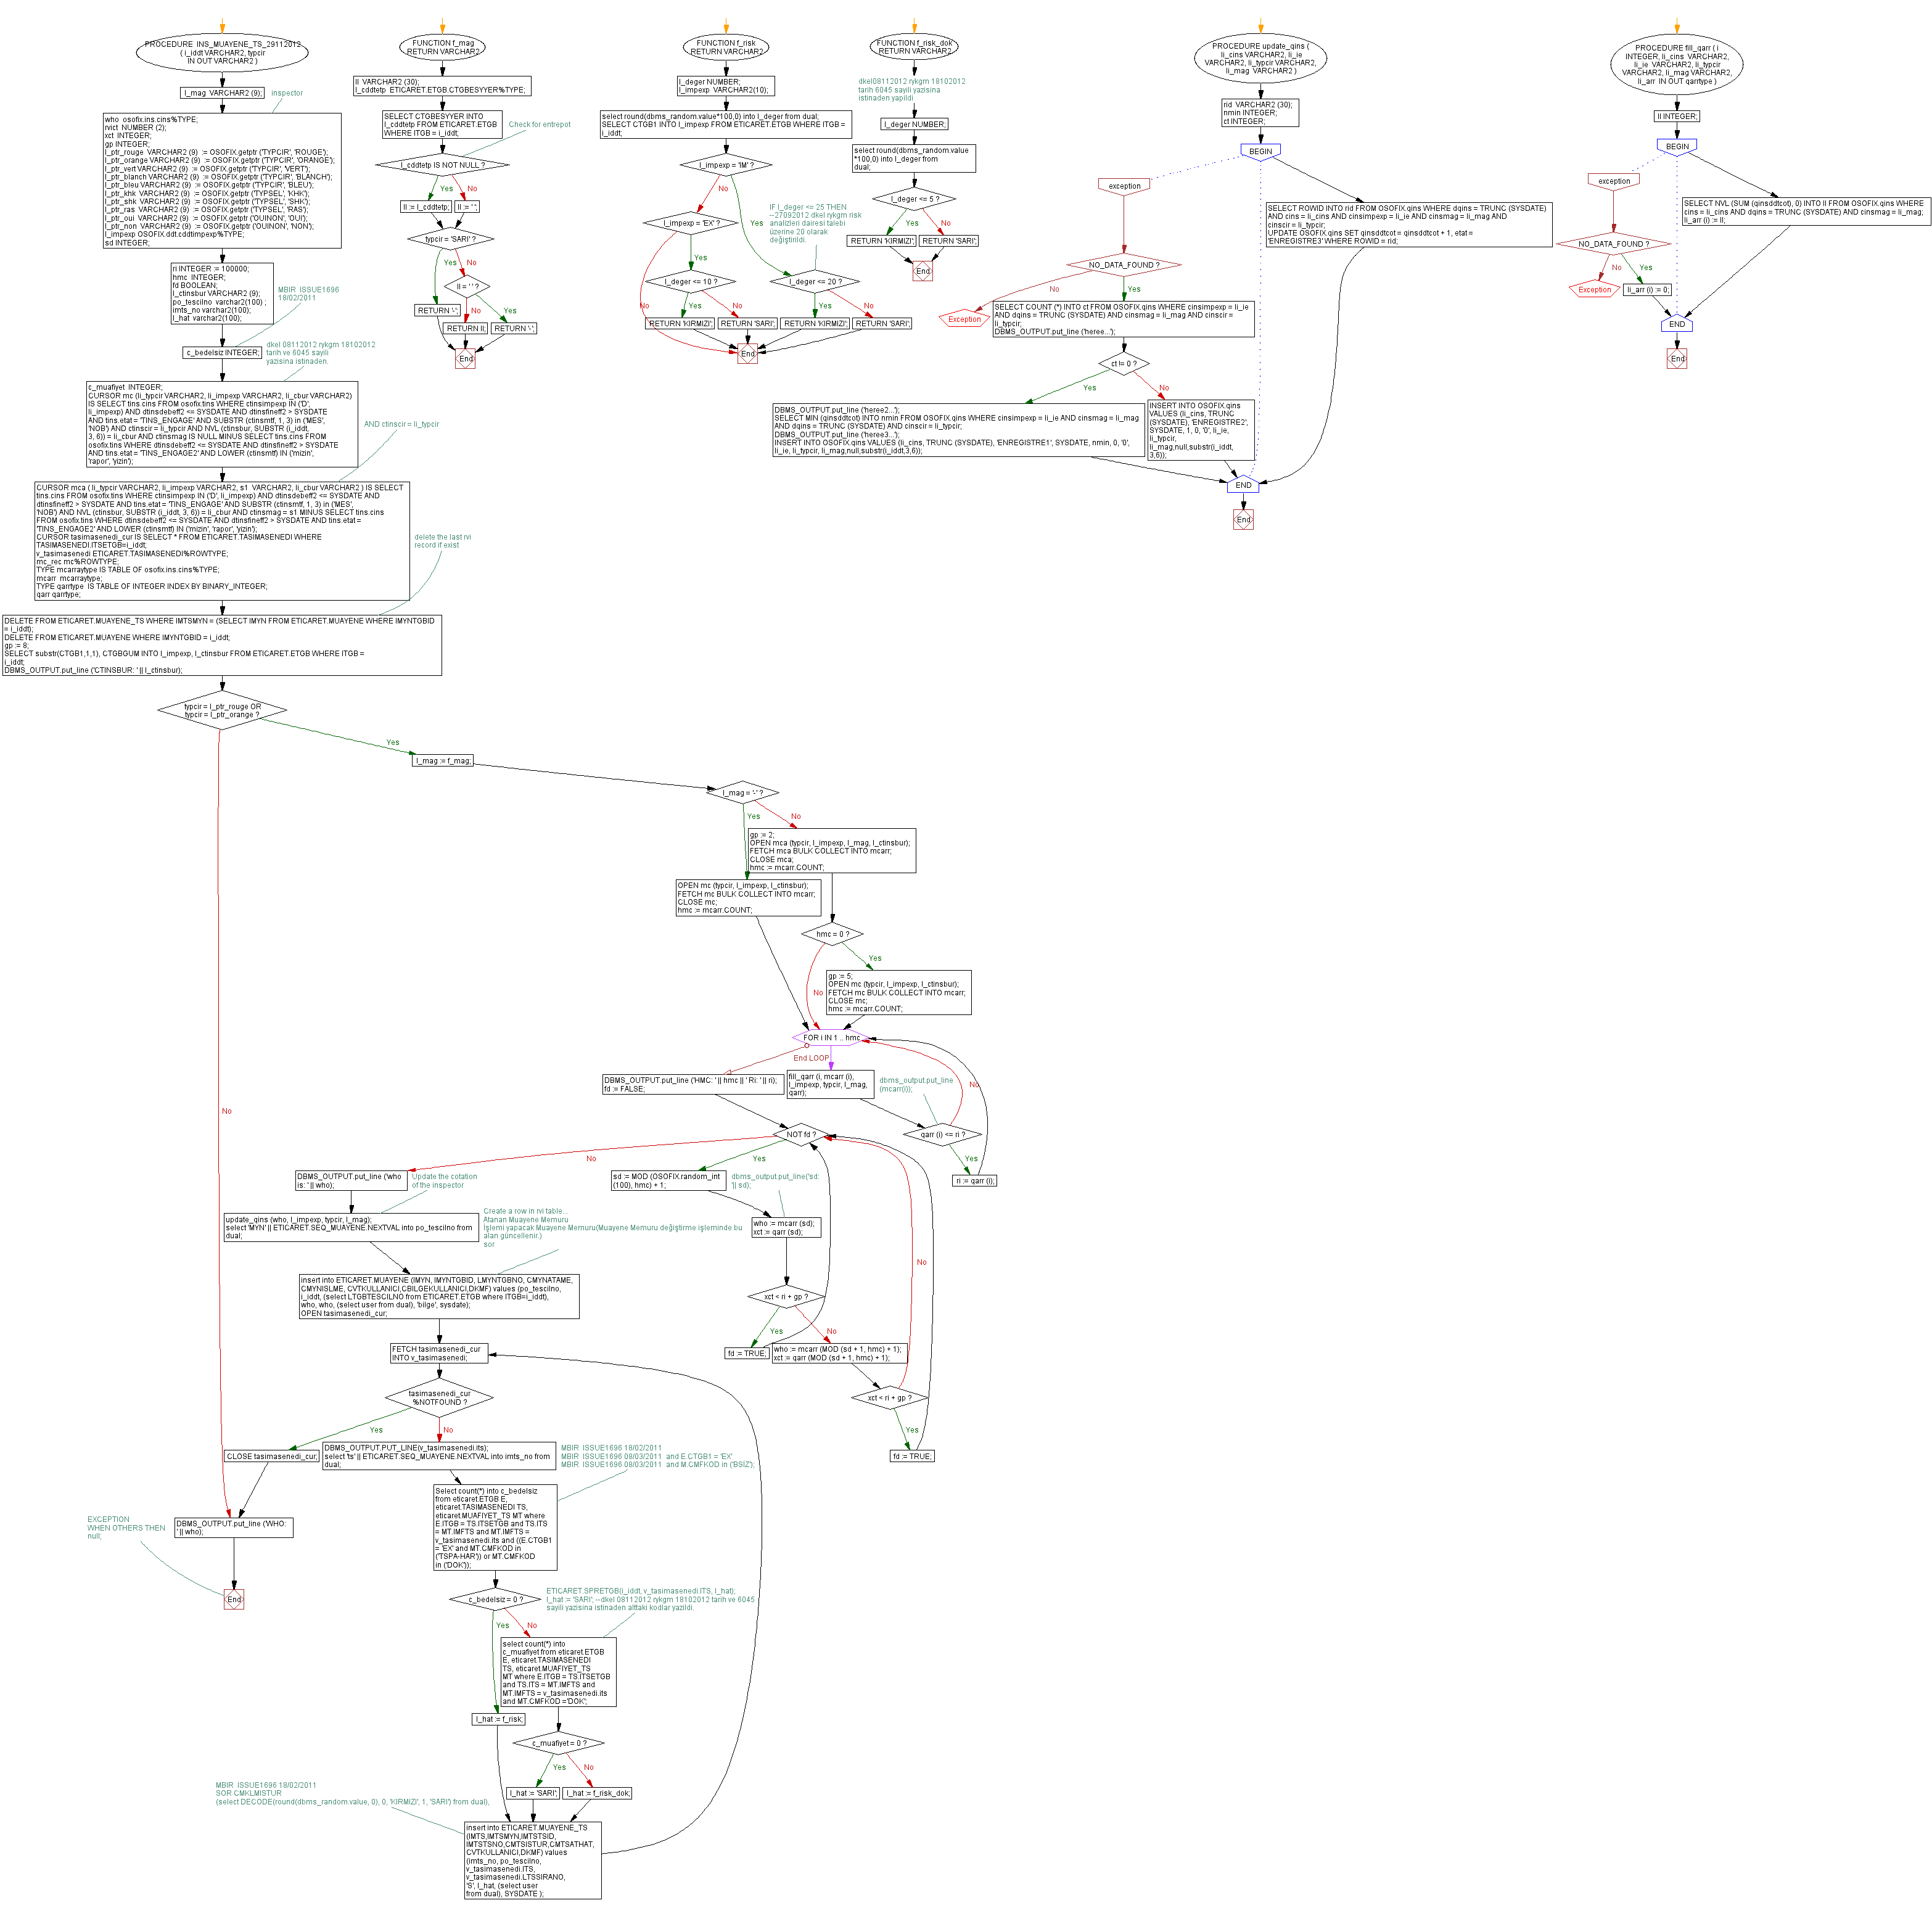 PROCEDURE  INS_MUAYENE_TS_29112012
( i_iddt VARCHAR2, typcir
IN OUT VARCHAR2 )
l_mag  VARCHAR2 (9);
inspector
who  osofix.ins.cins%TYPE;
nvict  NUMBER (2);
xct  INTEGER;
gp INTEGER;
l_ptr_rouge  VARCHAR2 (9)  := OSOFIX.getptr ('TYPCIR', 'ROUGE');
l_ptr_orange VARCHAR2 (9)  := OSOFIX.getptr ('TYPCIR', 'ORANGE');
l_ptr_vert VARCHAR2 (9)  := OSOFIX.getptr ('TYPCIR', 'VERT');
l_ptr_blanch VARCHAR2 (9)  := OSOFIX.getptr ('TYPCIR', 'BLANCH');
l_ptr_bleu VARCHAR2 (9)  := OSOFIX.getptr ('TYPCIR', 'BLEU');
l_ptr_khk  VARCHAR2 (9)  := OSOFIX.getptr ('TYPSEL', 'KHK');
l_ptr_shk  VARCHAR2 (9)  := OSOFIX.getptr ('TYPSEL', 'SHK');
l_ptr_ras  VARCHAR2 (9)  := OSOFIX.getptr ('TYPSEL', 'RAS');
l_ptr_oui  VARCHAR2 (9)  := OSOFIX.getptr ('OUINON', 'OUI');
l_ptr_non  VARCHAR2 (9)  := OSOFIX.getptr ('OUINON', 'NON');
l_impexp OSOFIX.ddt.cddtimpexp%TYPE;
sd INTEGER;
ri INTEGER := 100000;
hmc  INTEGER;
fd BOOLEAN;
l_ctinsbur VARCHAR2 (9);
po_tescilno  varchar2(100) ;
imts_no varchar2(100);
l_hat  varchar2(100);
MBIR  ISSUE1696
18/02/2011
c_bedelsiz INTEGER;
dkel 08112012 rykgm 18102012
tarih ve 6045 sayili
yazisina istinaden.
c_muafiyet  INTEGER;
CURSOR mc (li_typcir VARCHAR2, li_impexp VARCHAR2, li_cbur VARCHAR2)
IS SELECT tins.cins FROM osofix.tins WHERE ctinsimpexp IN ('D',
li_impexp) AND dtinsdebeff2 <= SYSDATE AND dtinsfineff2 > SYSDATE
AND tins.etat = 'TINS_ENGAGE' AND SUBSTR (ctinsmtf, 1, 3) in ('MES',
'NOB') AND ctinscir = li_typcir AND NVL (ctinsbur, SUBSTR (i_iddt,
3, 6)) = li_cbur AND ctinsmag IS NULL MINUS SELECT tins.cins FROM
osofix.tins WHERE dtinsdebeff2 <= SYSDATE AND dtinsfineff2 > SYSDATE
AND tins.etat = 'TINS_ENGAGE2' AND LOWER (ctinsmtf) IN ('mizin',
'rapor', 'yizin');
AND ctinscir = li_typcir
CURSOR mca ( li_typcir VARCHAR2, li_impexp VARCHAR2, s1  VARCHAR2, li_cbur VARCHAR2 ) IS SELECT
tins.cins FROM osofix.tins WHERE ctinsimpexp IN ('D', li_impexp) AND dtinsdebeff2 <= SYSDATE AND
dtinsfineff2 > SYSDATE AND tins.etat = 'TINS_ENGAGE' AND SUBSTR (ctinsmtf, 1, 3) in ('MES',
'NOB') AND NVL (ctinsbur, SUBSTR (i_iddt, 3, 6)) = li_cbur AND ctinsmag = s1 MINUS SELECT tins.cins
FROM osofix.tins WHERE dtinsdebeff2 <= SYSDATE AND dtinsfineff2 > SYSDATE AND tins.etat =
'TINS_ENGAGE2' AND LOWER (ctinsmtf) IN ('mizin', 'rapor', 'yizin');
CURSOR tasimasenedi_cur IS SELECT * FROM ETICARET.TASIMASENEDI WHERE
TASIMASENEDI.ITSETGB=i_iddt;
v_tasimasenedi ETICARET.TASIMASENEDI%ROWTYPE;
mc_rec mc%ROWTYPE;
TYPE mcarraytype IS TABLE OF osofix.ins.cins%TYPE;
mcarr  mcarraytype;
TYPE qarrtype  IS TABLE OF INTEGER INDEX BY BINARY_INTEGER;
qarr qarrtype;
delete the last rvi
record if exist
DELETE FROM ETICARET.MUAYENE_TS WHERE IMTSMYN = (SELECT IMYN FROM ETICARET.MUAYENE WHERE IMYNTGBID
= i_iddt);
DELETE FROM ETICARET.MUAYENE WHERE IMYNTGBID = i_iddt;
gp := 8;
SELECT substr(CTGB1,1,1), CTGBGUM INTO l_impexp, l_ctinsbur FROM ETICARET.ETGB WHERE ITGB =
i_iddt;
DBMS_OUTPUT.put_line ('CTINSBUR: ' || l_ctinsbur);
typcir = l_ptr_rouge OR
typcir = l_ptr_orange ?
Yes
No
l_mag := f_mag;
l_mag = '-' ?
Yes
No
gp := 2;
OPEN mca (typcir, l_impexp, l_mag, l_ctinsbur);
FETCH mca BULK COLLECT INTO mcarr;
CLOSE mca;
hmc := mcarr.COUNT;
OPEN mc (typcir, l_impexp, l_ctinsbur);
FETCH mc BULK COLLECT INTO mcarr;
CLOSE mc;
hmc := mcarr.COUNT;
hmc = 0 ?
Yes
No
gp := 5;
OPEN mc (typcir, l_impexp, l_ctinsbur);
FETCH mc BULK COLLECT INTO mcarr;
CLOSE mc;
hmc := mcarr.COUNT;
FOR i IN 1 .. hmc
End LOOP
DBMS_OUTPUT.put_line ('HMC: ' || hmc || ' Ri: ' || ri);
fd := FALSE;
fill_qarr (i, mcarr (i),
l_impexp, typcir, l_mag,
qarr);
dbms_output.put_line
(mcarr(i));
No
qarr (i) <= ri ?
Yes
ri := qarr (i);
NOT fd ?
No
Yes
DBMS_OUTPUT.put_line ('who
is: ' || who);
Update the cotation
of the inspector
sd := MOD (OSOFIX.random_int
(100), hmc) + 1;
dbms_output.put_line('sd:
'|| sd);
update_qins (who, l_impexp, typcir, l_mag);
select 'MYN' || ETICARET.SEQ_MUAYENE.NEXTVAL into po_tescilno from
dual;
Create a row in rvi table...
Atanan Muayene Memuru
İşlemi yapacak Muayene Memuru(Muayene Memuru değiştirme işleminde bu
alan güncellenir.)
sor
who := mcarr (sd);
xct := qarr (sd);
No
insert into ETICARET.MUAYENE (IMYN, IMYNTGBID, LMYNTGBNO, CMYNATAME,
CMYNISLME, CVTKULLANICI,CBILGEKULLANICI,DKMF) values (po_tescilno,
i_iddt, (select LTGBTESCILNO from ETICARET.ETGB where ITGB=i_iddt),
who, who, (select user from dual), 'bilge', sysdate);
OPEN tasimasenedi_cur;
xct < ri + gp ?
Yes
No
fd := TRUE;
who := mcarr (MOD (sd + 1, hmc) + 1);
xct := qarr (MOD (sd + 1, hmc) + 1);
xct < ri + gp ?
Yes
fd := TRUE;
FETCH tasimasenedi_cur
INTO v_tasimasenedi;
tasimasenedi_cur
%NOTFOUND ?
Yes
No
CLOSE tasimasenedi_cur;
DBMS_OUTPUT.PUT_LINE(v_tasimasenedi.its);
select 'ts' || ETICARET.SEQ_MUAYENE.NEXTVAL into imts_no from
dual;
MBIR  ISSUE1696 18/02/2011
MBIR  ISSUE1696 08/03/2011  and E.CTGB1 = 'EX'
MBIR  ISSUE1696 08/03/2011  and M.CMFKOD in ('BSIZ');
Select count(*) into c_bedelsiz
from eticaret.ETGB E,
eticaret.TASIMASENEDI TS,
eticaret.MUAFIYET_TS MT where
E.ITGB = TS.ITSETGB and TS.ITS
= MT.IMFTS and MT.IMFTS =
v_tasimasenedi.its and ((E.CTGB1
= 'EX' and MT.CMFKOD in
('TSPA-HAR')) or MT.CMFKOD
in ('DOK'));
EXCEPTION
WHEN OTHERS THEN
null;
DBMS_OUTPUT.put_line ('WHO:
' || who);
End
c_bedelsiz = 0 ?
Yes
No
ETICARET.SPRETGB(i_iddt, v_tasimasenedi.ITS, l_hat);
l_hat := 'SARI'; --dkel 08112012 rykgm 18102012 tarih ve 6045
sayili yazisina istinaden alttaki kodlar yazildi.
select count(*) into
c_muafiyet from eticaret.ETGB
E, eticaret.TASIMASENEDI
TS, eticaret.MUAFIYET_TS
MT where E.ITGB = TS.ITSETGB
and TS.ITS = MT.IMFTS and
MT.IMFTS = v_tasimasenedi.its
and MT.CMFKOD ='DOK';
l_hat := f_risk;
c_muafiyet = 0 ?
Yes
No
l_hat := 'SARI';
l_hat := f_risk_dok;
MBIR  ISSUE1696 18/02/2011
SOR CMKLMISTUR
(select DECODE(round(dbms_random.value, 0), 0, 'KIRMIZI', 1, 'SARI') from dual),
insert into ETICARET.MUAYENE_TS
(IMTS,IMTSMYN,IMTSTSID,
IMTSTSNO,CMTSISTUR,CMTSATHAT,
CVTKULLANICI,DKMF) values
(imts_no, po_tescilno,
v_tasimasenedi.ITS,
v_tasimasenedi.LTSSIRANO,
'S', l_hat, (select user
from dual), SYSDATE );
FUNCTION f_mag
RETURN VARCHAR2
ll  VARCHAR2 (30);
l_cddtetp  ETICARET.ETGB.CTGBESYYER%TYPE;
SELECT CTGBESYYER INTO
l_cddtetp FROM ETICARET.ETGB
WHERE ITGB = i_iddt;
Check for entrepot
l_cddtetp IS NOT NULL ?
Yes
No
ll := l_cddtetp;
ll := ' ';
typcir = 'SARI' ?
Yes
No
ll = ' ' ?
No
Yes
RETURN '-';
RETURN ll;
RETURN '-';
End
FUNCTION f_risk
RETURN VARCHAR2
l_deger NUMBER;
l_impexp  VARCHAR2(10);
select round(dbms_random.value*100,0) into l_deger from dual;
SELECT CTGB1 INTO l_impexp FROM ETICARET.ETGB WHERE ITGB =
i_iddt;
l_impexp = 'IM' ?
No
Yes
l_impexp = 'EX' ?
IF l_deger <= 25 THEN
--27092012 dkel rykgm risk
analizleri dairesi talebi
üzerine 20 olarak
değiştirildi.
Yes
No
l_deger <= 10 ?
Yes
No
l_deger <= 20 ?
Yes
No
RETURN 'KIRMIZI';
RETURN 'SARI';
RETURN 'KIRMIZI';
RETURN 'SARI';
End
FUNCTION f_risk_dok
RETURN VARCHAR2
dkel08112012 rykgm 18102012
tarih 6045 sayili yazisina
istinaden yapildi
l_deger NUMBER;
select round(dbms_random.value
*100,0) into l_deger from
dual;
l_deger <= 5 ?
Yes
No
RETURN 'KIRMIZI';
RETURN 'SARI';
End
PROCEDURE update_qins (
li_cins VARCHAR2, li_ie
VARCHAR2, li_typcir VARCHAR2,
li_mag  VARCHAR2 )
rid  VARCHAR2 (30);
nmin INTEGER;
ct INTEGER;
BEGIN
exception
SELECT ROWID INTO rid FROM OSOFIX.qins WHERE dqins = TRUNC (SYSDATE)
AND cins = li_cins AND cinsimpexp = li_ie AND cinsmag = li_mag AND
cinscir = li_typcir;
UPDATE OSOFIX.qins SET qinsddtcot = qinsddtcot + 1, etat =
'ENREGISTRE3' WHERE ROWID = rid;
NO_DATA_FOUND ?
No
Yes
Exception
SELECT COUNT (*) INTO ct FROM OSOFIX.qins WHERE cinsimpexp = li_ie
AND dqins = TRUNC (SYSDATE) AND cinsmag = li_mag AND cinscir =
li_typcir;
DBMS_OUTPUT.put_line ('heree...');
ct != 0 ?
Yes
No
DBMS_OUTPUT.put_line ('heree2...');
SELECT MIN (qinsddtcot) INTO nmin FROM OSOFIX.qins WHERE cinsimpexp = li_ie AND cinsmag = li_mag
AND dqins = TRUNC (SYSDATE) AND cinscir = li_typcir;
DBMS_OUTPUT.put_line ('heree3...');
INSERT INTO OSOFIX.qins VALUES (li_cins, TRUNC (SYSDATE), 'ENREGISTRE1', SYSDATE, nmin, 0, '0',
li_ie, li_typcir, li_mag,null,substr(i_iddt,3,6));
INSERT INTO OSOFIX.qins
VALUES (li_cins, TRUNC
(SYSDATE), 'ENREGISTRE2',
SYSDATE, 1, 0, '0', li_ie,
li_typcir,
li_mag,null,substr(i_iddt,
3,6));
END
End
PROCEDURE fill_qarr ( i
INTEGER, li_cins  VARCHAR2,
li_ie  VARCHAR2, li_typcir
VARCHAR2, li_mag VARCHAR2,
li_arr  IN OUT qarrtype )
ll INTEGER;
BEGIN
exception
SELECT NVL (SUM (qinsddtcot), 0) INTO ll FROM OSOFIX.qins WHERE
cins = li_cins AND dqins = TRUNC (SYSDATE) AND cinsmag = li_mag;
li_arr (i) := ll;
NO_DATA_FOUND ?
No
Yes
Exception
li_arr (i) := 0;
END
End